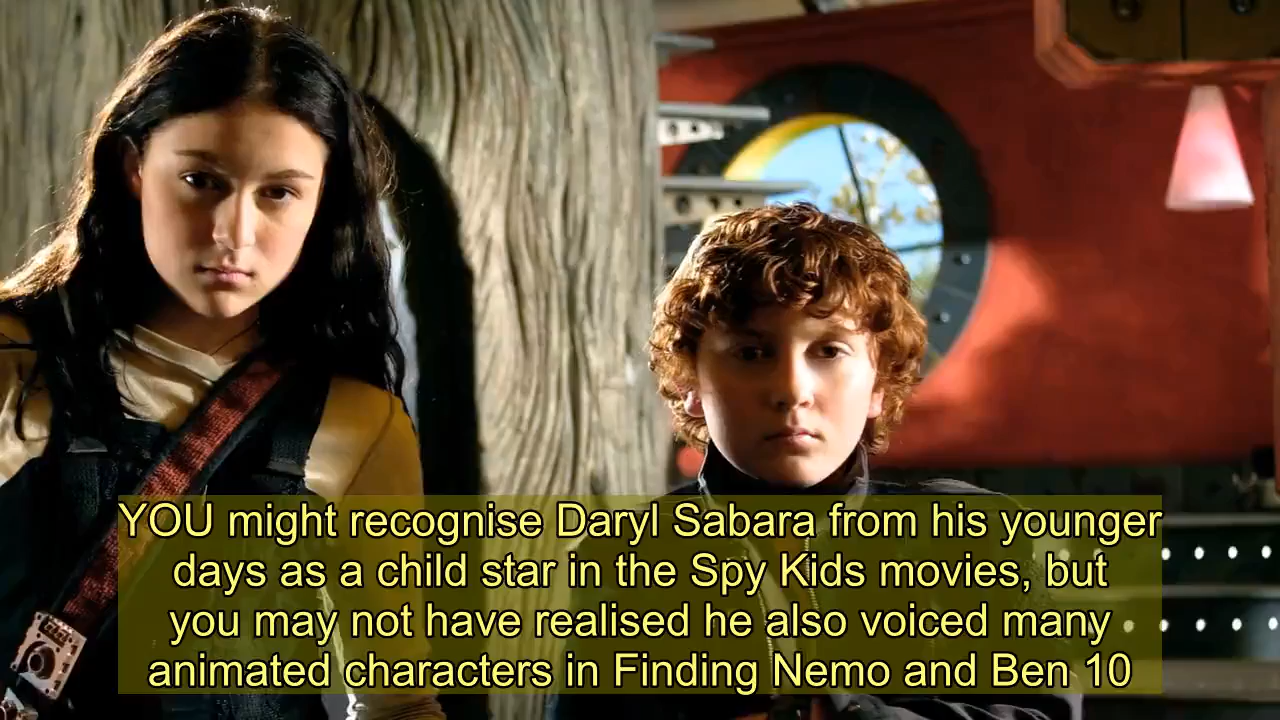 YOU might recognise Daryl Sabara from his younger
days as a child star in the Spy Kids movies, but
you may not have realised he also voiced many
animated characters in Finding Nemo and Ben 10